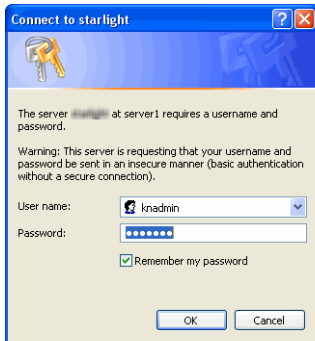 Connect to starlight
The server at server1 requires a username and
password.
Warning: This server is requesting that your username and
password be sent in an insecure manner (basic authentication
without a secure connection).
User name:
knadmin
Password:
Remember my password
OK
Cancel